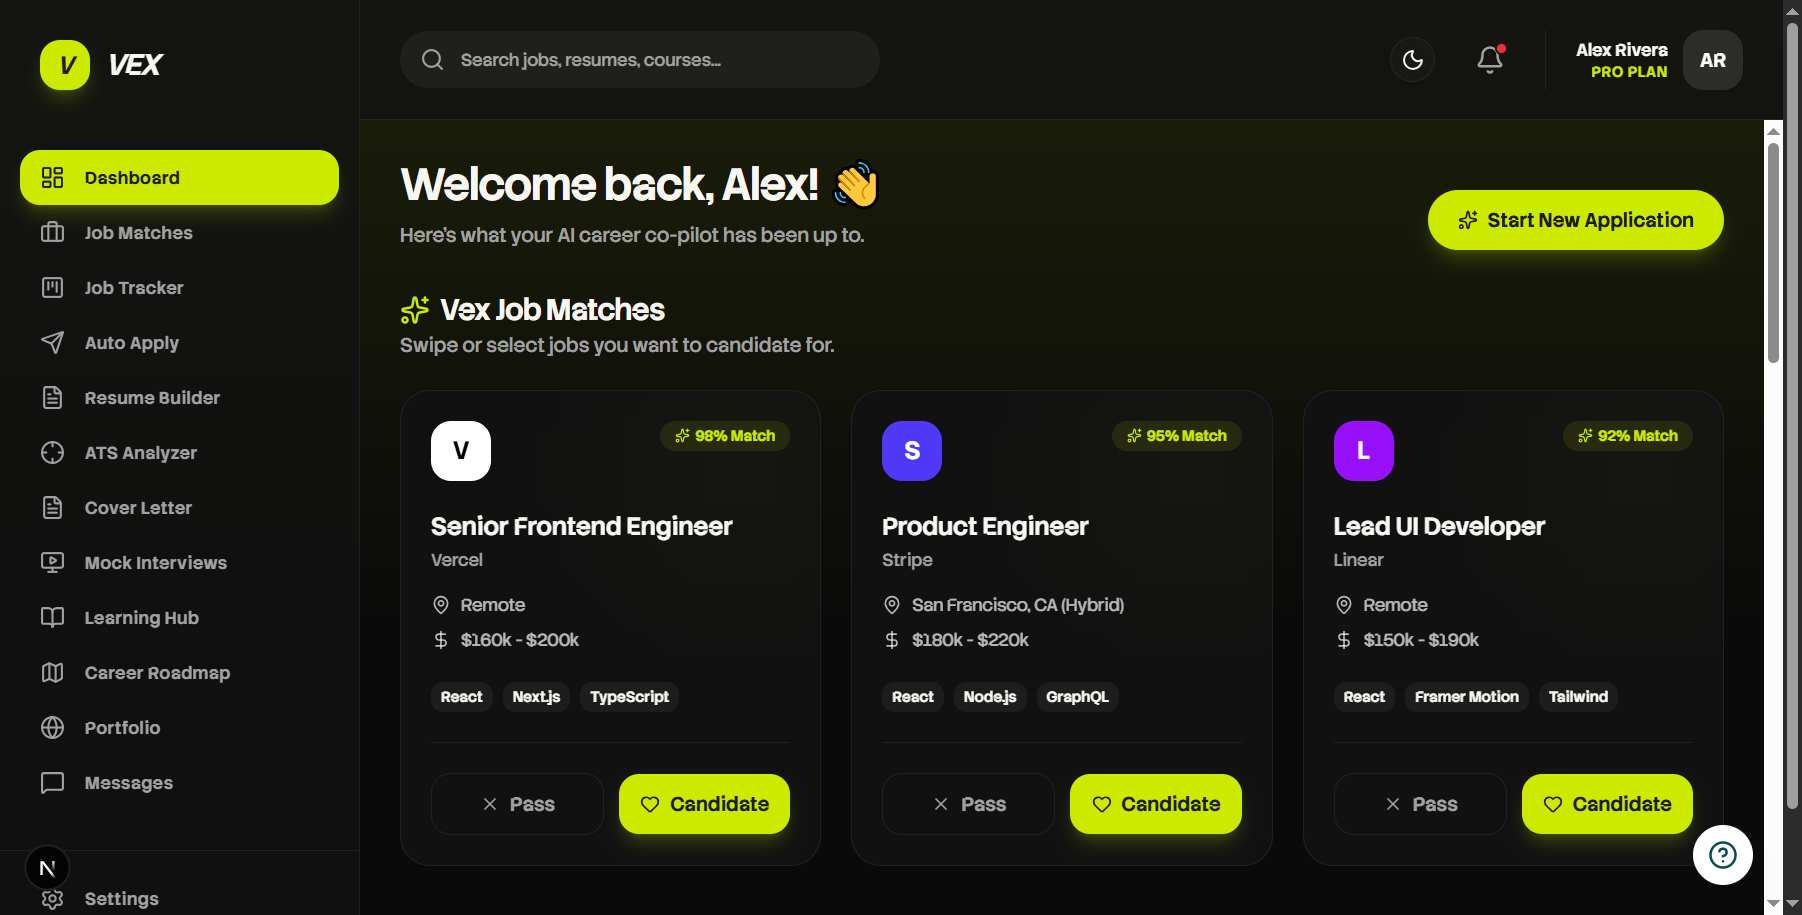 V VEX
Search jobs, resumes, courses...
Alex Rivera
PRO PLAN
AR
Dashboard
Job Matches
Job Tracker
Auto Apply
Resume Builder
ATS Analyzer
Cover Letter
Mock Interviews
Learning Hub
Career Roadmap
Portfolio
Messages
N
Settings
Welcome back, Alex! 👋
Here's what your AI career co-pilot has been up to.
Start New Application
Vex Job Matches
Swipe or select jobs you want to candidate for.
V
98% Match
Senior Frontend Engineer
Vercel
Remote
$ $160k - $200k
React Next.js TypeScript
Pass Candidate
S
95% Match
Product Engineer
Stripe
San Francisco, CA (Hybrid)
$ $180k - $220k
React Node.js GraphQL
Pass Candidate
L
92% Match
Lead UI Developer
Linear
Remote
$ $150k - $190k
React Framer Motion Tailwind
Pass Candidate
?